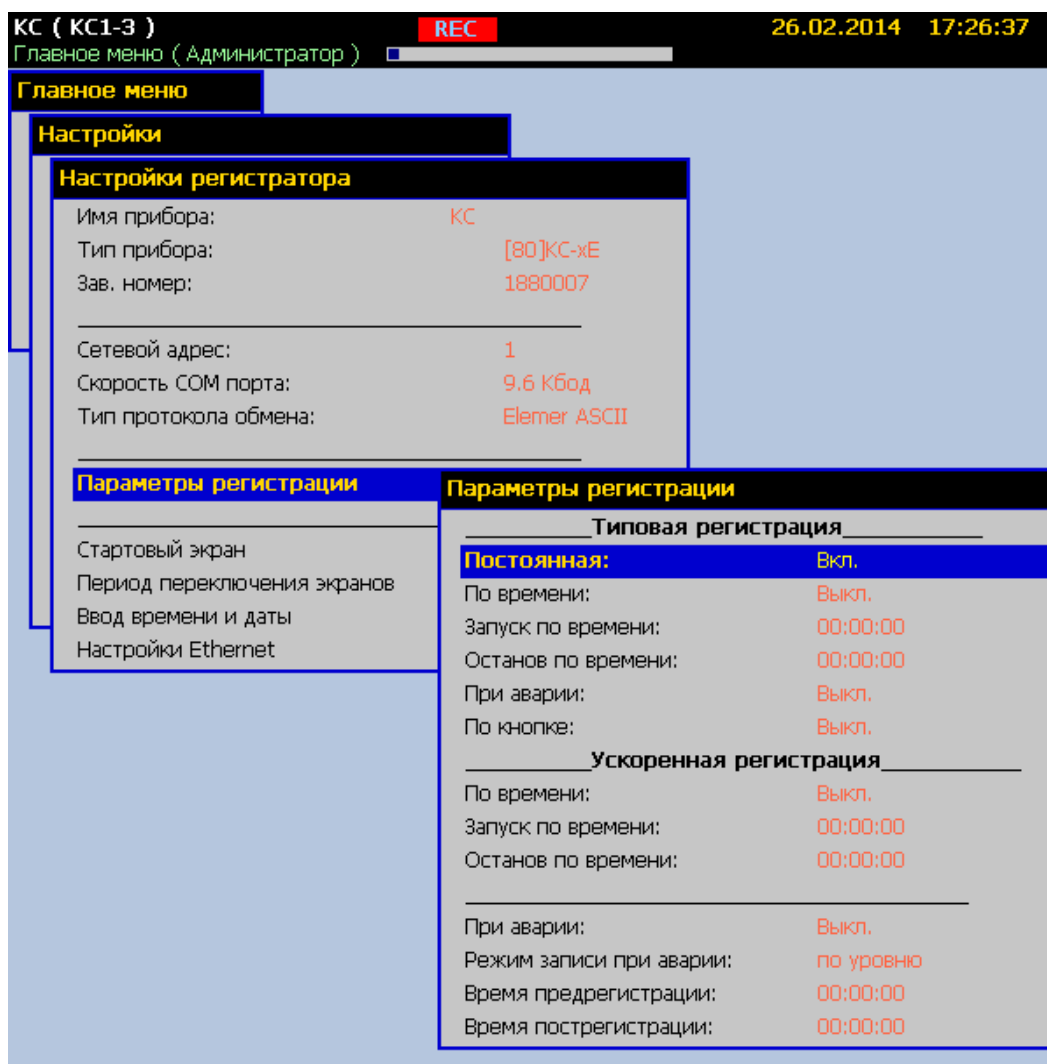 КС ( КС1-3 ) REC 26.02.2014 17:26:37
Главное меню ( Администратор )
Главное меню
Настройки
Настройки регистратора
Имя прибора: КС
Тип прибора: [80]КС-хЕ
Зав. номер: 1880007
Сетевой адрес: 1
Скорость СОМ порта: 9.6 Кбод
Тип протокола обмена: Elemer ASCII
Параметры регистрации
Стартовый экран
Период переключения экранов
Ввод времени и даты
Настройки Ethernet
Параметры регистрации
Типовая регистрация
Постоянная: Вкл.
По времени: Выкл.
Запуск по времени: 00:00:00
Останов по времени: 00:00:00
При аварии: Выкл.
По кнопке: Выкл.
Ускоренная регистрация
По времени: Выкл.
Запуск по времени: 00:00:00
Останов по времени: 00:00:00
При аварии: Выкл.
Режим записи при аварии: по уровню
Время предрегистрации: 00:00:00
Время пострегистрации: 00:00:00